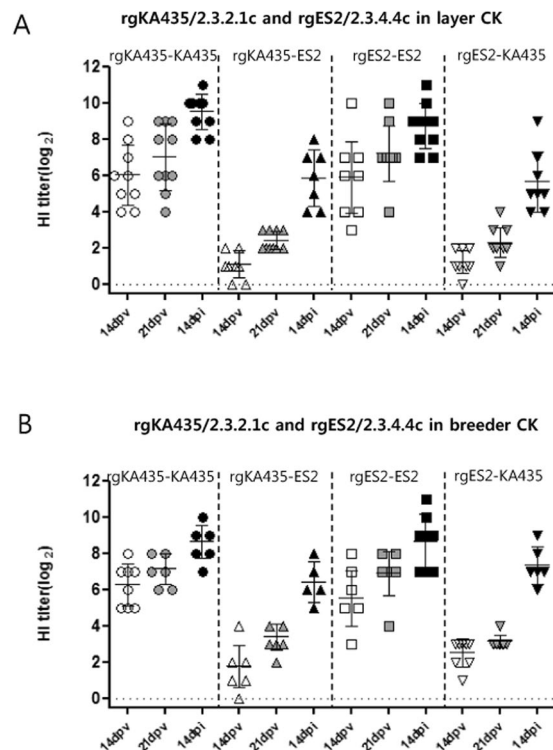 A
rgKA435/2.3.2.1c and rgES2/2.3.4.4c in layer CK
rgKA435-KA435 rgKA435-ES2 rgES2-ES2 rgES2-KA435
HI titer(log 2)
12
10
8
6
4
2
0
14dpv 21dpv 14dpi 14dpv 21dpv 14dpi 14dpv 21dpv 14dpi 14dpv 21dpv 14dpi
B
rgKA435/2.3.2.1c and rgES2/2.3.4.4c in breeder CK
rgKA435-KA435 rgKA435-ES2 rgES2-ES2 rgES2-KA435
HI titer(log 2)
12
10
8
6
4
2
0
14dpv 21dpv 14dpi 14dpv 21dpv 14dpi 14dpv 21dpv 14dpi 14dpv 21dpv 14dpi